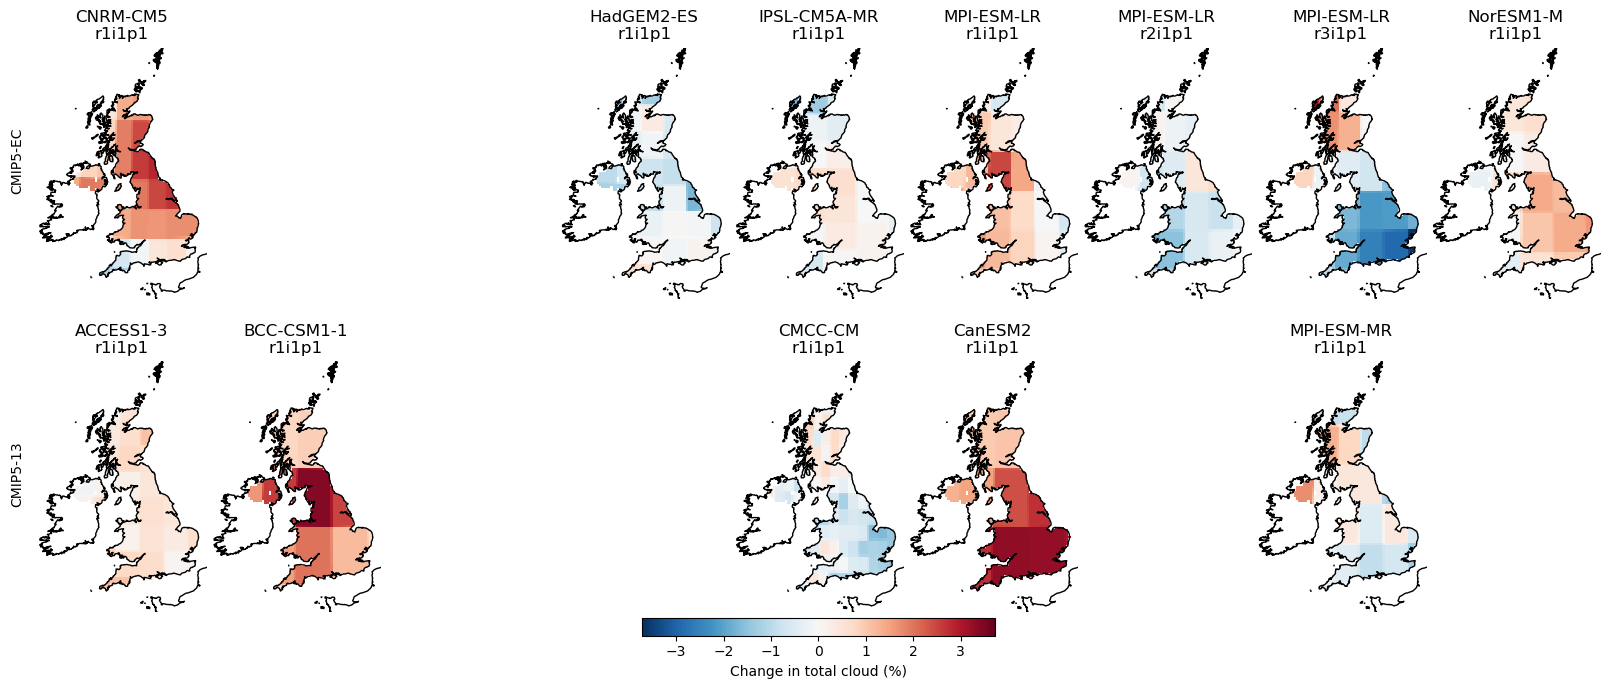 CNRM-CM5
r1i1p1
HadGEM2-ES
r1i1p1
IPSL-CM5A-MR
r1i1p1
MPI-ESM-LR
r1i1p1
MPI-ESM-LR
r2i1p1
MPI-ESM-LR
r3i1p1
NorESM1-M
r1i1p1
CMIP5-EC
ACCESS1-3
r1i1p1
BCC-CSM1-1
r1i1p1
CMCC-CM
r1i1p1
CanESM2
r1i1p1
MPI-ESM-MR
r1i1p1
CMIP5-13
−3 −2 −1 0 1 2 3
Change in total cloud (%)